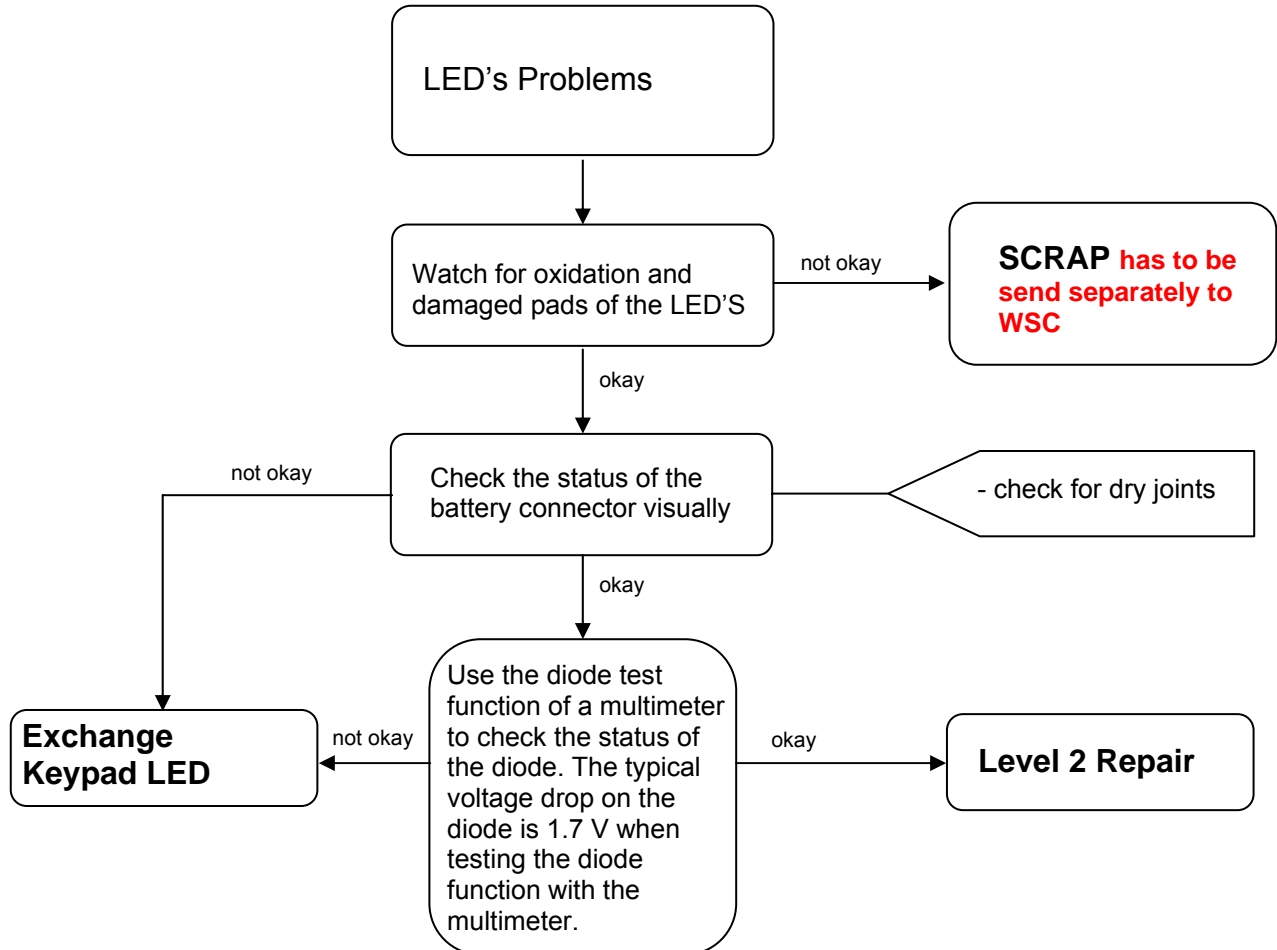 LED’s Problems
Watch for oxidation and
damaged pads of the LED’S
not okay
SCRAP has to be
send separately to
WSC
okay
Check the status of the
battery connector visually
not okay
- check for dry joints
okay
Use the diode test
function of a multimeter
to check the status of
the diode. The typical
voltage drop on the
diode is 1.7 V when
testing the diode
function with the
multimeter.
not okay
Exchange
Keypad LED
okay
Level 2 Repair